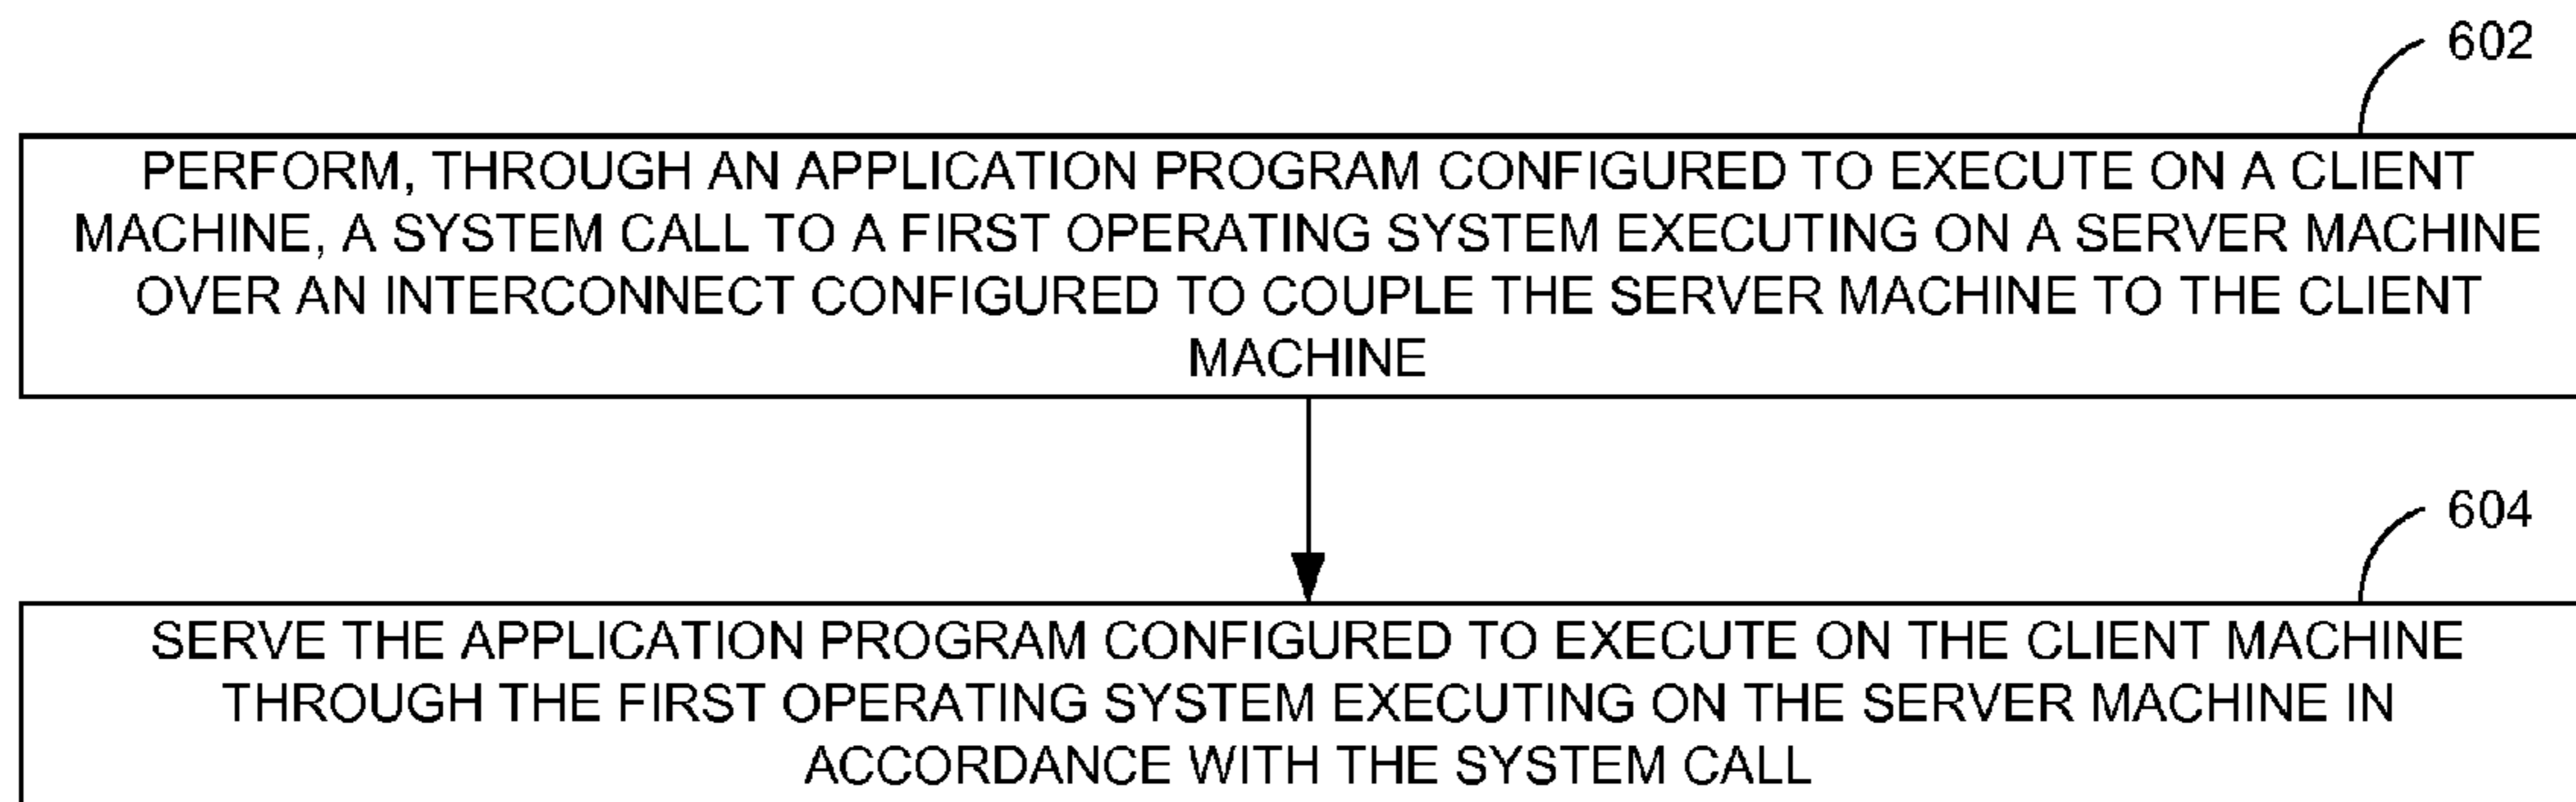 602
PERFORM, THROUGH AN APPLICATION PROGRAM CONFIGURED TO EXECUTE ON A CLIENT
MACHINE, A SYSTEM CALL TO A FIRST OPERATING SYSTEM EXECUTING ON A SERVER MACHINE
OVER AN INTERCONNECT CONFIGURED TO COUPLE THE SERVER MACHINE TO THE CLIENT
MACHINE
604
SERVE THE APPLICATION PROGRAM CONFIGURED TO EXECUTE ON THE CLIENT MACHINE
THROUGH THE FIRST OPERATING SYSTEM EXECUTING ON THE SERVER MACHINE IN
ACCORDANCE WITH THE SYSTEM CALL